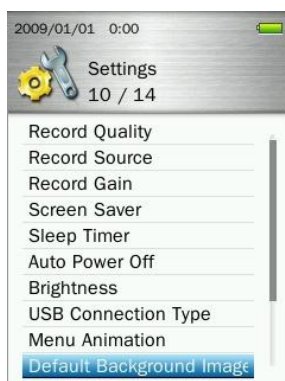 2009/01/01 0:00
Settings
10 / 14
Record Quality
Record Source
Record Gain
Screen Saver
Sleep Timer
Auto Power Off
Brightness
USB Connection Type
Menu Animation
Default Background Image